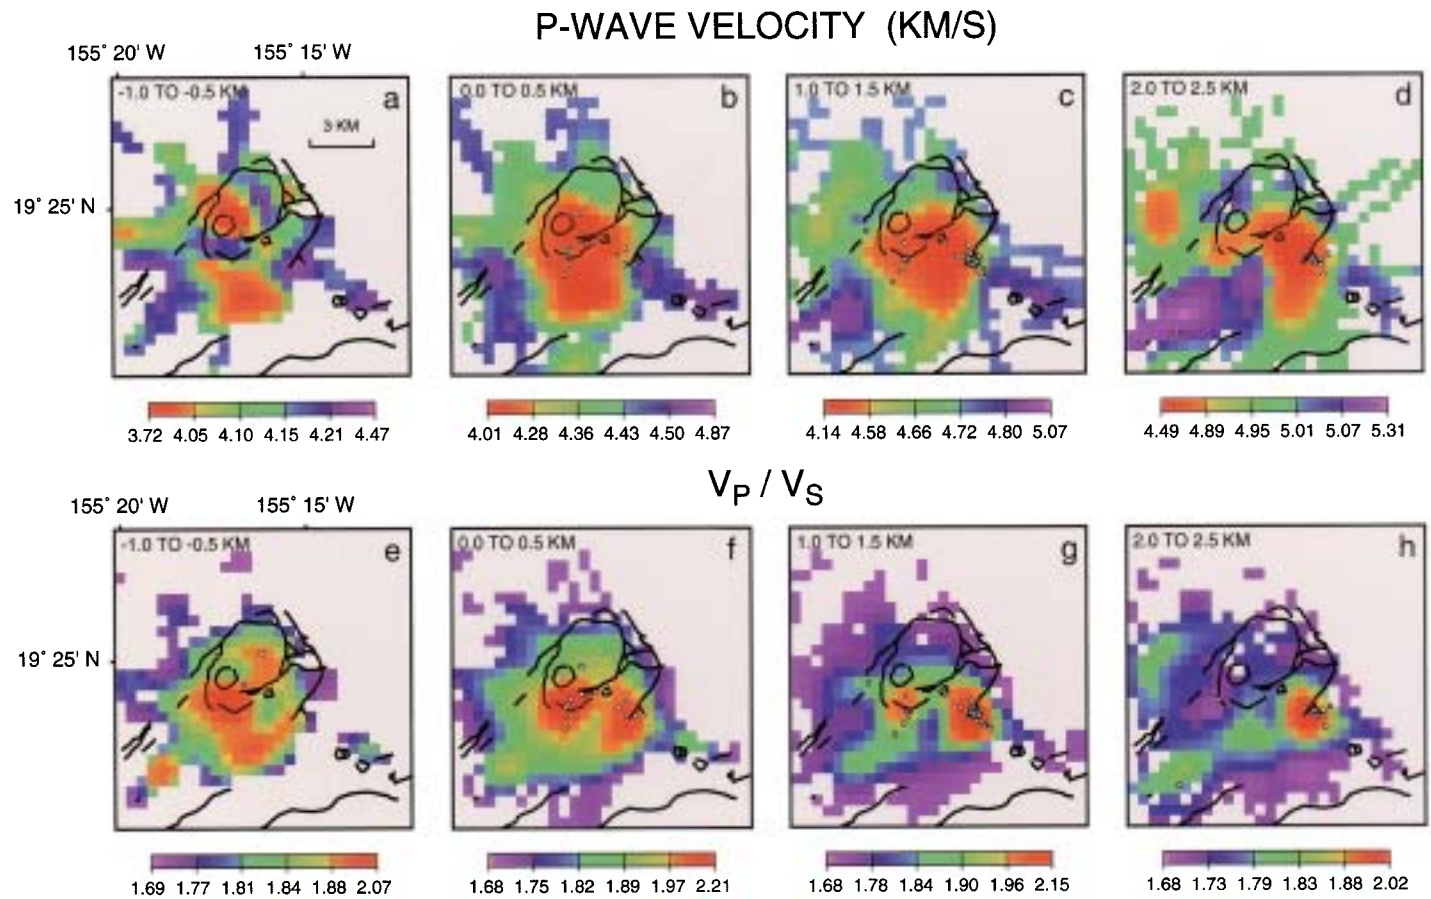 P-WAVE VELOCITY (KM/S)
155° 20' W 155° 15' W
-1.0 TO -0.5 KM a
0.0 TO 0.5 KM b
1.0 TO 1.5 KM c
2.0 TO 2.5 KM d
3 KM
19° 25' N
3.72 4.05 4.10 4.15 4.21 4.47
4.01 4.28 4.36 4.43 4.50 4.87
4.14 4.58 4.66 4.72 4.80 5.07
4.49 4.89 4.95 5.01 5.07 5.31
VP / VS
155° 20' W 155° 15' W
-1.0 TO -0.5 KM e
0.0 TO 0.5 KM f
1.0 TO 1.5 KM g
2.0 TO 2.5 KM h
19° 25' N
1.69 1.77 1.81 1.84 1.88 2.07
1.68 1.75 1.82 1.89 1.97 2.21
1.68 1.78 1.84 1.90 1.96 2.15
1.68 1.73 1.79 1.83 1.88 2.02